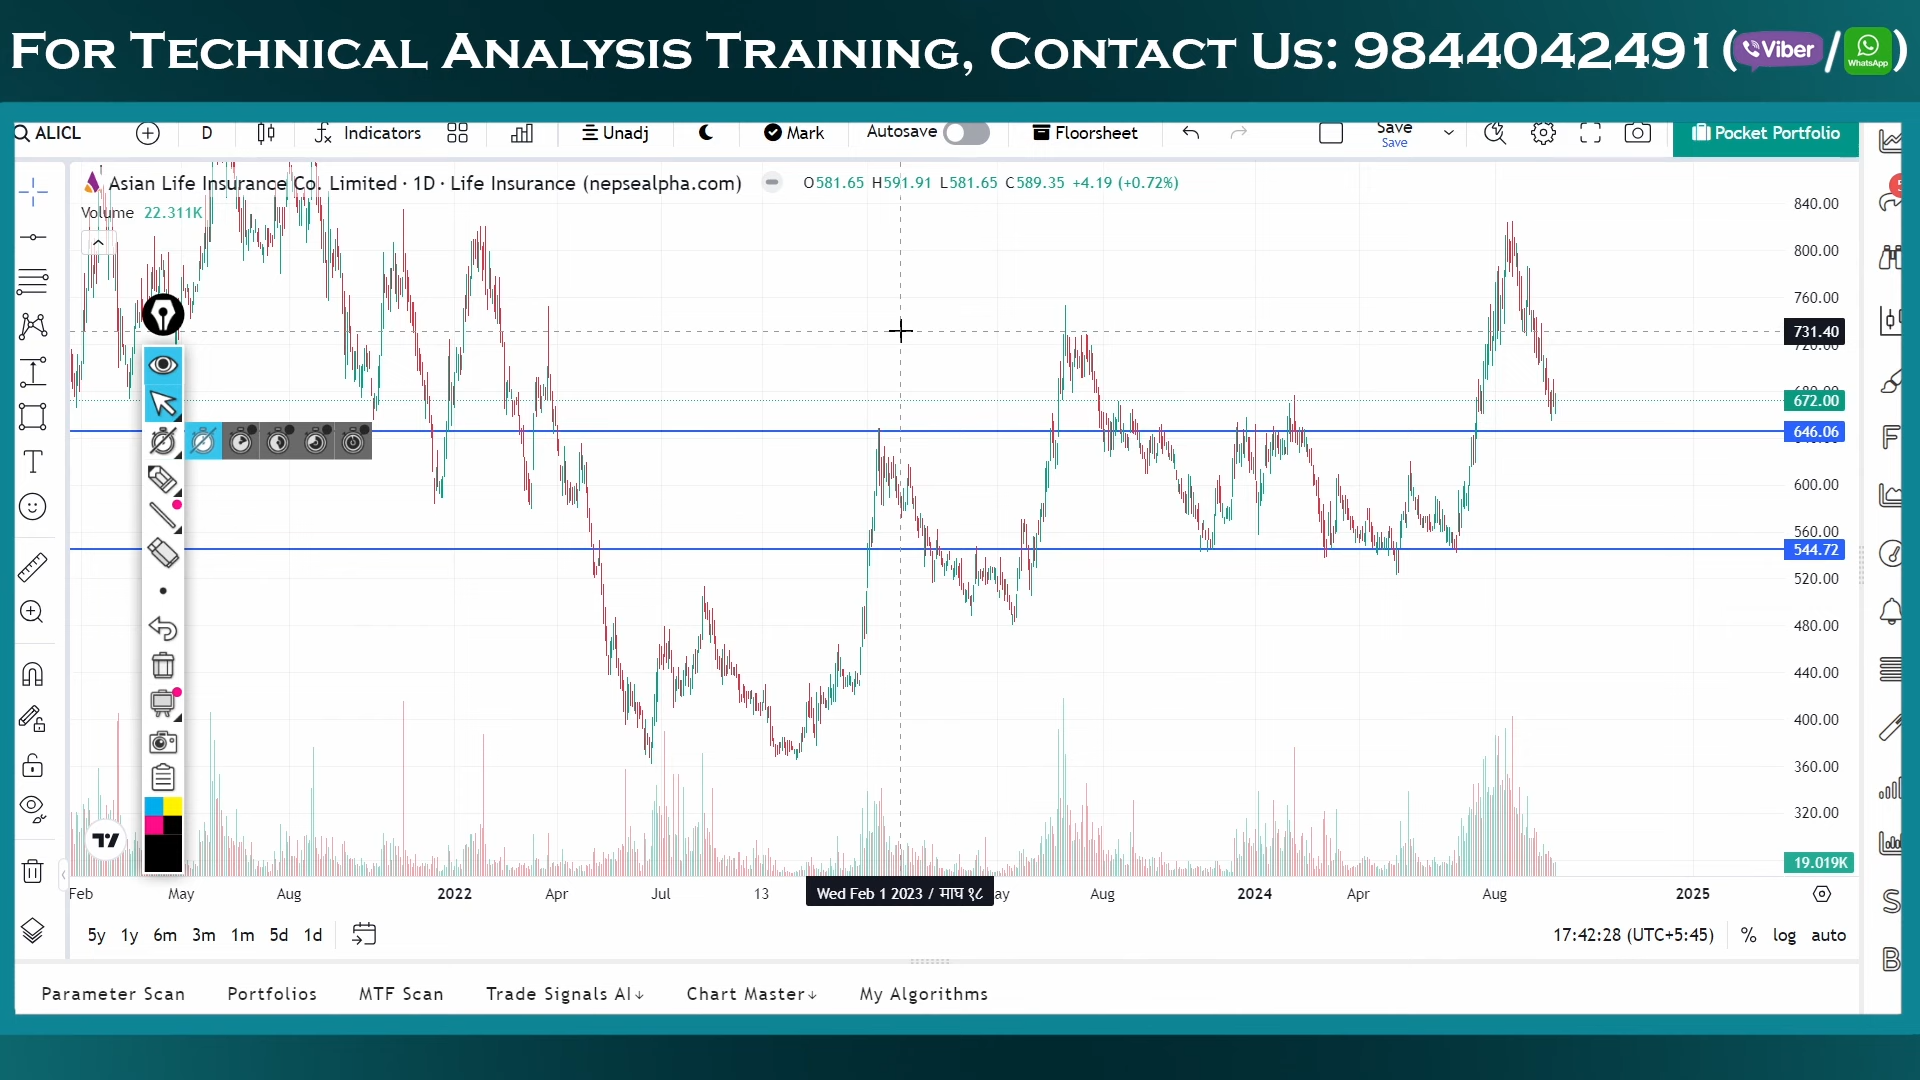 For Technical Analysis Training, Contact Us: 9844042491 (Viber / WhatsApp)
ALICL D Indicators Unadj Mark Autosave Floorsheet Save Pocket Portfolio
Save
Asian Life Insurance Co. Limited · 1D · Life Insurance (nepsealpha.com) O581.65 H591.91 L581.65 C589.35 +4.19 (+0.72%)
Volume 22.311K
840.00
800.00
760.00
731.40
720.00
680.00
672.00
646.06
600.00
560.00
544.72
520.00
480.00
440.00
400.00
360.00
320.00
19.019K
Feb May Aug 2022 Apr Jul 13 Wed Feb 1 2023 / माघ १८ ay Aug 2024 Apr Aug 2025
5y 1y 6m 3m 1m 5d 1d 17:42:28 (UTC+5:45) % log auto
Parameter Scan Portfolios MTF Scan Trade Signals AI↓ Chart Master↓ My Algorithms
T
F
S
B